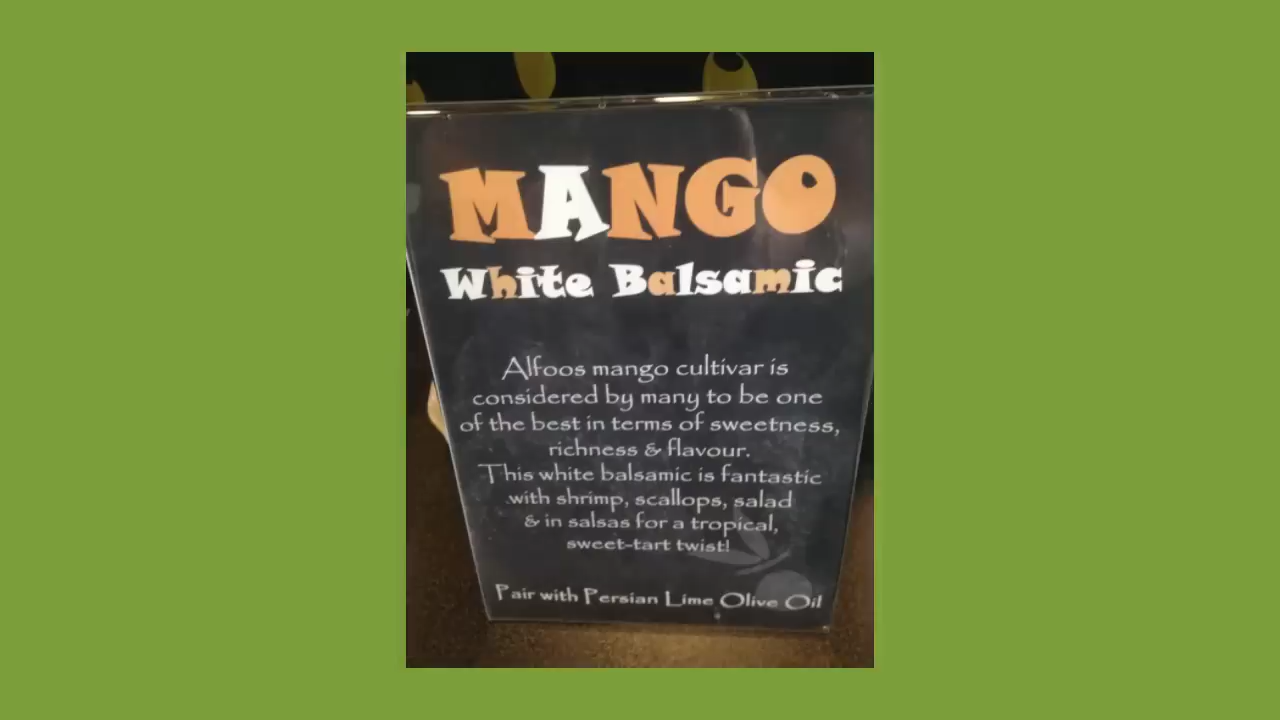 MANGO
White Balsamic
Alfoos mango cultivar is
considered by many to be one
of the best in terms of sweetness,
richness & flavour.
This white balsamic is fantastic
with shrimp, scallops, salad
& in salsas for a tropical,
sweet-tart twist!
Pair with Persian Lime Olive Oil